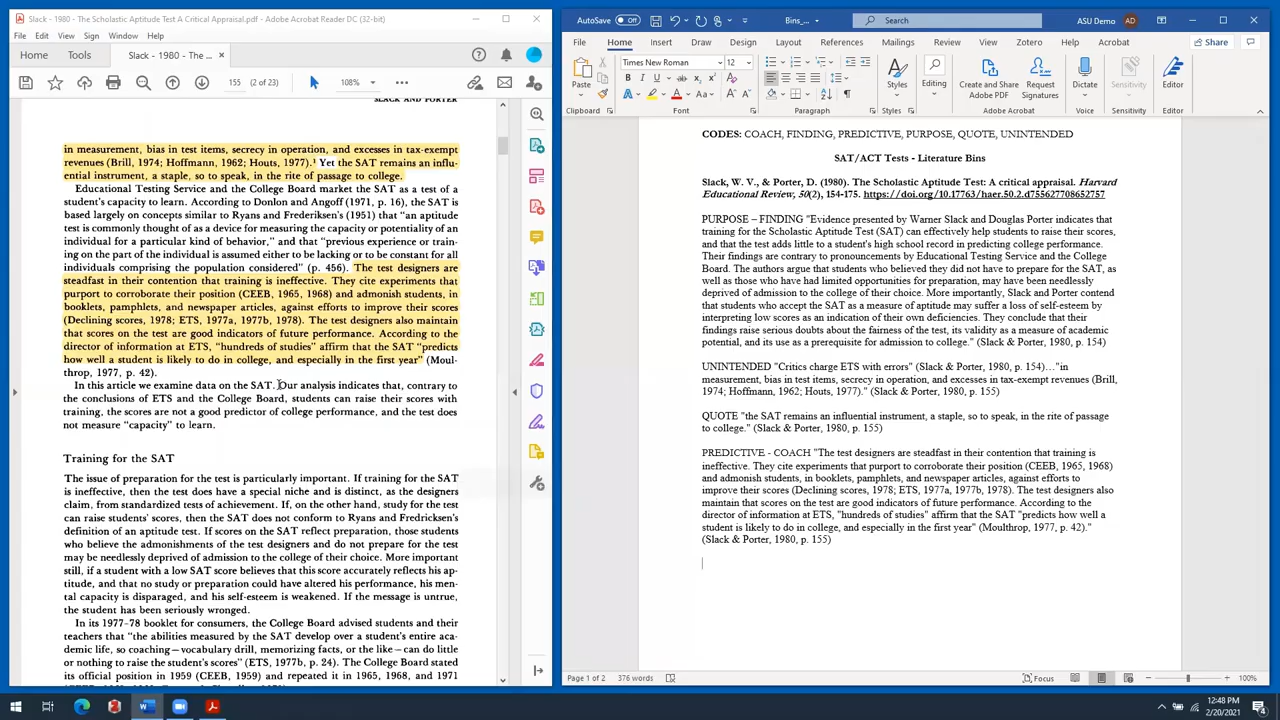 Slack - 1980 - The Scholastic Aptitude Test A Critical Appraisal.pdf - Adobe Acrobat Reader DC (32-bit)
File Edit View Sign Window Help
Home Tools Slack - 1980 - The ... ×
155 (2 of 23) 108%
SLACK AND PORTER
in measurement, bias in test items, secrecy in operation, and excesses in tax-exempt
revenues (Brill, 1974; Hoffmann, 1962; Houts, 1977).¹ Yet the SAT remains an influ-
ential instrument, a staple, so to speak, in the rite of passage to college.
Educational Testing Service and the College Board market the SAT as a test of a
student's capacity to learn. According to Donlon and Angoff (1971, p. 16), the SAT is
based largely on concepts similar to Ryans and Frederiksen's (1951) that "an aptitude
test is commonly thought of as a device for measuring the capacity or potentiality of an
individual for a particular kind of behavior," and that "previous experience or train-
ing on the part of the individual is assumed either to be lacking or to be constant for all
individuals comprising the population considered" (p. 456). The test designers are
steadfast in their contention that training is ineffective. They cite experiments that
purport to corroborate their position (CEEB, 1965, 1968) and admonish students, in
booklets, pamphlets, and newspaper articles, against efforts to improve their scores
(Declining scores, 1978; ETS, 1977a, 1977b, 1978). The test designers also maintain
that scores on the test are good indicators of future performance. According to the
director of information at ETS, "hundreds of studies" affirm that the SAT "predicts
how well a student is likely to do in college, and especially in the first year" (Moul-
throp, 1977, p. 42).
In this article we examine data on the SAT. Our analysis indicates that, contrary to
the conclusions of ETS and the College Board, students can raise their scores with
training, the scores are not a good predictor of college performance, and the test does
not measure "capacity" to learn.
Training for the SAT
The issue of preparation for the test is particularly important. If training for the SAT
is ineffective, then the test does have a special niche and is distinct, as the designers
claim, from standardized tests of achievement. If, on the other hand, study for the test
can raise students' scores, then the SAT does not conform to Ryans and Fredricksen's
definition of an aptitude test. If scores on the SAT reflect preparation, those students
who believe the admonishments of the test designers and do not prepare for the test
may be needlessly deprived of admission to the college of their choice. More important
still, if a student with a low SAT score believes that this score accurately reflects his ap-
titude, and that no study or preparation could have altered his performance, his men-
tal capacity is disparaged, and his self-esteem is weakened. If the message is untrue,
the student has been seriously wronged.
In its 1977-78 booklet for consumers, the College Board advised students and their
teachers that "the abilities measured by the SAT develop over a student's entire aca-
demic life, so coaching—vocabulary drill, memorizing facts, or the like—can do little
or nothing to raise the student's scores" (ETS, 1977b, p. 24). The College Board stated
its official position in 1959 (CEEB, 1959) and repeated it in 1965, 1968, and 1971
AutoSave Off Bins_... Search ASU Demo AD
File Home Insert Draw Design Layout References Mailings Review View Zotero Help Acrobat Share
Times New Roman 12
Paste Styles Editing Create and Share Adobe PDF Request Signatures Dictate Sensitivity Editor
Clipboard Font Paragraph Styles Adobe Acrobat Voice Sensitivity Editor
CODES: COACH, FINDING, PREDICTIVE, PURPOSE, QUOTE, UNINTENDED
SAT/ACT Tests - Literature Bins
Slack, W. V., & Porter, D. (1980). The Scholastic Aptitude Test: A critical appraisal. Harvard
Educational Review, 50(2), 154-175. https://doi.org/10.17763/haer.50.2.d755627708652757
PURPOSE – FINDING "Evidence presented by Warner Slack and Douglas Porter indicates that
training for the Scholastic Aptitude Test (SAT) can effectively help students to raise their scores,
and that the test adds little to a student's high school record in predicting college performance.
Their findings are contrary to pronouncements by Educational Testing Service and the College
Board. The authors argue that students who believed they did not have to prepare for the SAT, as
well as those who had limited opportunities for preparation, may have been needlessly
deprived of admission to the college of their choice. More importantly, Slack and Porter contend
that students who accept the SAT as a measure of aptitude may suffer a loss of self-esteem by
interpreting low scores as an indication of their own deficiencies. They conclude that their
findings raise serious doubts about the fairness of the test, its validity as a measure of academic
potential, and its use as a prerequisite for admission to college." (Slack & Porter, 1980, p. 154)
UNINTENDED "Critics charge ETS with errors" (Slack & Porter, 1980, p. 154)…"in
measurement, bias in test items, secrecy in operation, and excesses in tax-exempt revenues (Brill,
1974; Hoffmann, 1962; Houts, 1977)." (Slack & Porter, 1980, p. 155)
QUOTE "the SAT remains an influential instrument, a staple, so to speak, in the rite of passage
to college." (Slack & Porter, 1980, p. 155)
PREDICTIVE - COACH "The test designers are steadfast in their contention that training is
ineffective. They cite experiments that purport to corroborate their position (CEEB, 1965, 1968)
and admonish students, in booklets, pamphlets, and newspaper articles, against efforts to
improve their scores (Declining scores, 1978; ETS, 1977a, 1977b, 1978). The test designers also
maintain that scores on the test are good indicators of future performance. According to the
director of information at ETS, "hundreds of studies" affirm that the SAT "predicts how well a
student is likely to do in college, and especially in the first year" (Moulthrop, 1977, p. 42)."
(Slack & Porter, 1980, p. 155)
Page 1 of 2 376 words Focus 100%
12:48 PM
2/20/2021